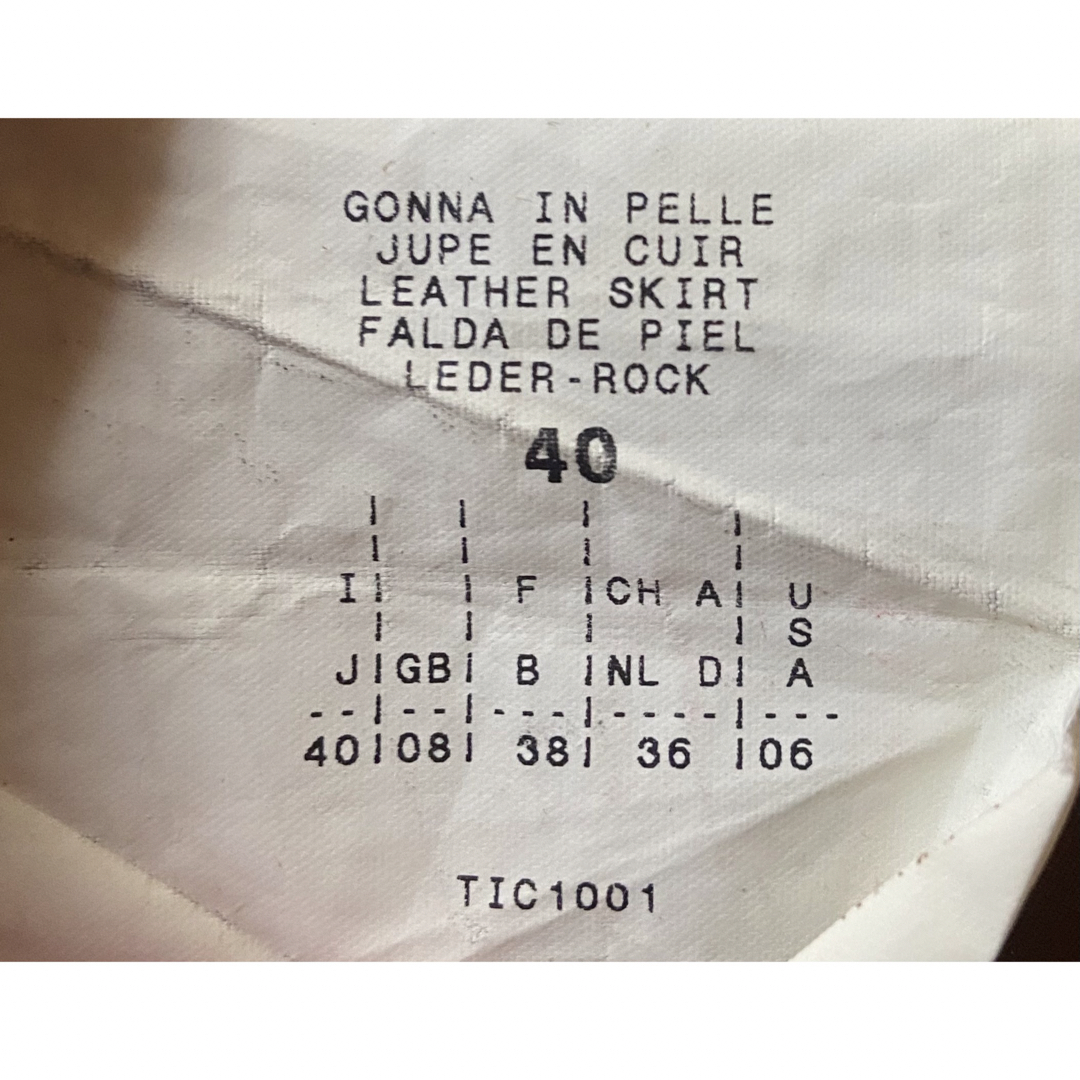 GONNA IN PELLE
JUPE EN CUIR
LEATHER SKIRT
FALDA DE PIEL
LEDER-ROCK
40
I | | F | CH A | U
S
J | GB | B | NL D | A
--|--|---|----|---
40 | 08 | 38 | 36 | 06
TIC1001